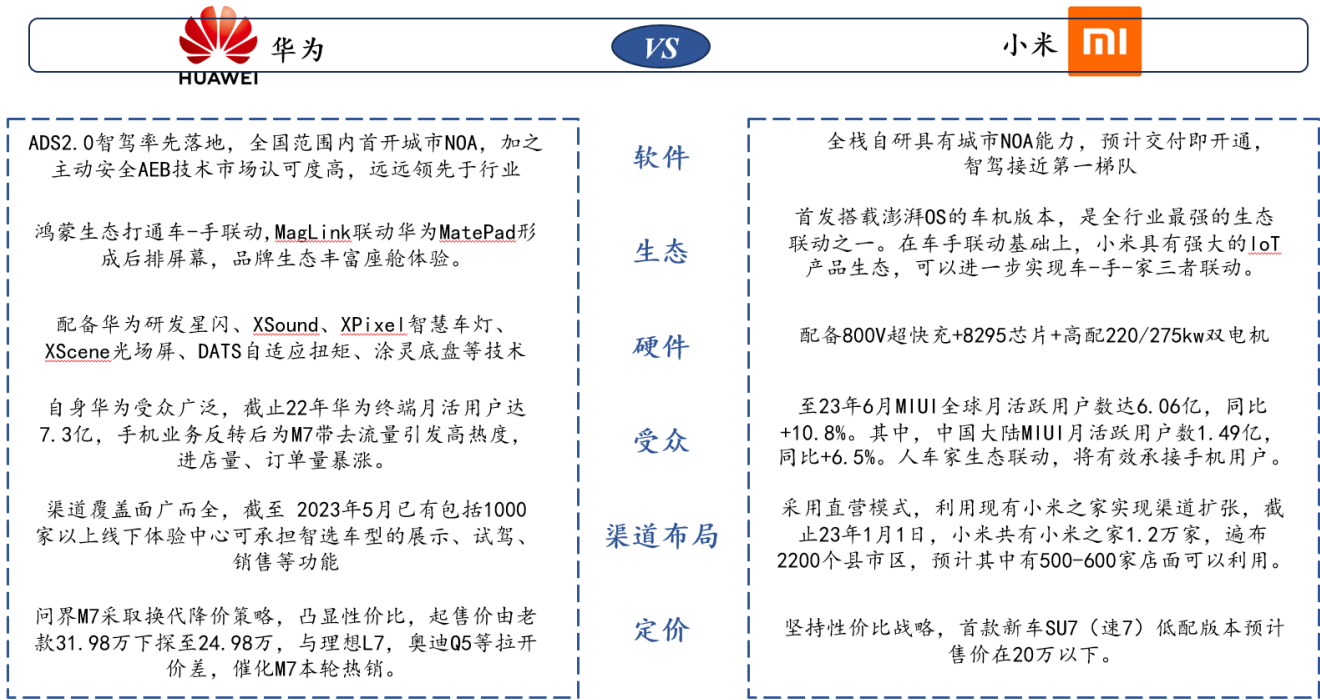 HUAWEI
华为
VS
小米
mi
ADS2.0智驾率先落地，全国范围内首开城市NOA，加之
主动安全AEB技术市场认可度高，远远领先于行业
软件
全栈自研具有城市NOA能力，预计交付即开通，
智驾接近第一梯队
鸿蒙生态打通车-手联动,MagLink联动华为MatePad形
成后排屏幕，品牌生态丰富座舱体验。
生态
首发搭载澎湃OS的车机版本，是全行业最强的生态
联动之一。在车手联动基础上，小米具有强大的IoT
产品生态，可以进一步实现车-手-家三者联动。
配备华为研发星闪、XSound、XPixel智慧车灯、
XScene光场屏、DATS自适应扭矩、涂灵底盘等技术
硬件
配备800V超快充+8295芯片+高配220/275kw双电机
自身华为受众广泛，截止22年华为终端月活用户达
7.3亿，手机业务反转后为M7带去流量引发高热度，
进店量、订单量暴涨。
受众
至23年6月MIUI全球月活跃用户数达6.06亿，同比
+10.8%。其中，中国大陆MIUI月活跃用户数1.49亿，
同比+6.5%。人车家生态联动，将有效承接手机用户。
渠道覆盖面广而全，截至 2023年5月已有包括1000
家以上线下体验中心可承担智选车型的展示、试驾、
销售等功能
渠道布局
采用直营模式，利用现有小米之家实现渠道扩张，截
止23年1月1日，小米共有小米之家1.2万家，遍布
2200个县市区，预计其中有500-600家店面可以利用。
问界M7采取换代降价策略，凸显性价比，起售价由老
款31.98万下探至24.98万，与理想L7，奥迪Q5等拉开
价差，催化M7本轮热销。
定价
坚持性价比战略，首款新车SU7（速7）低配版本预计
售价在20万以下。